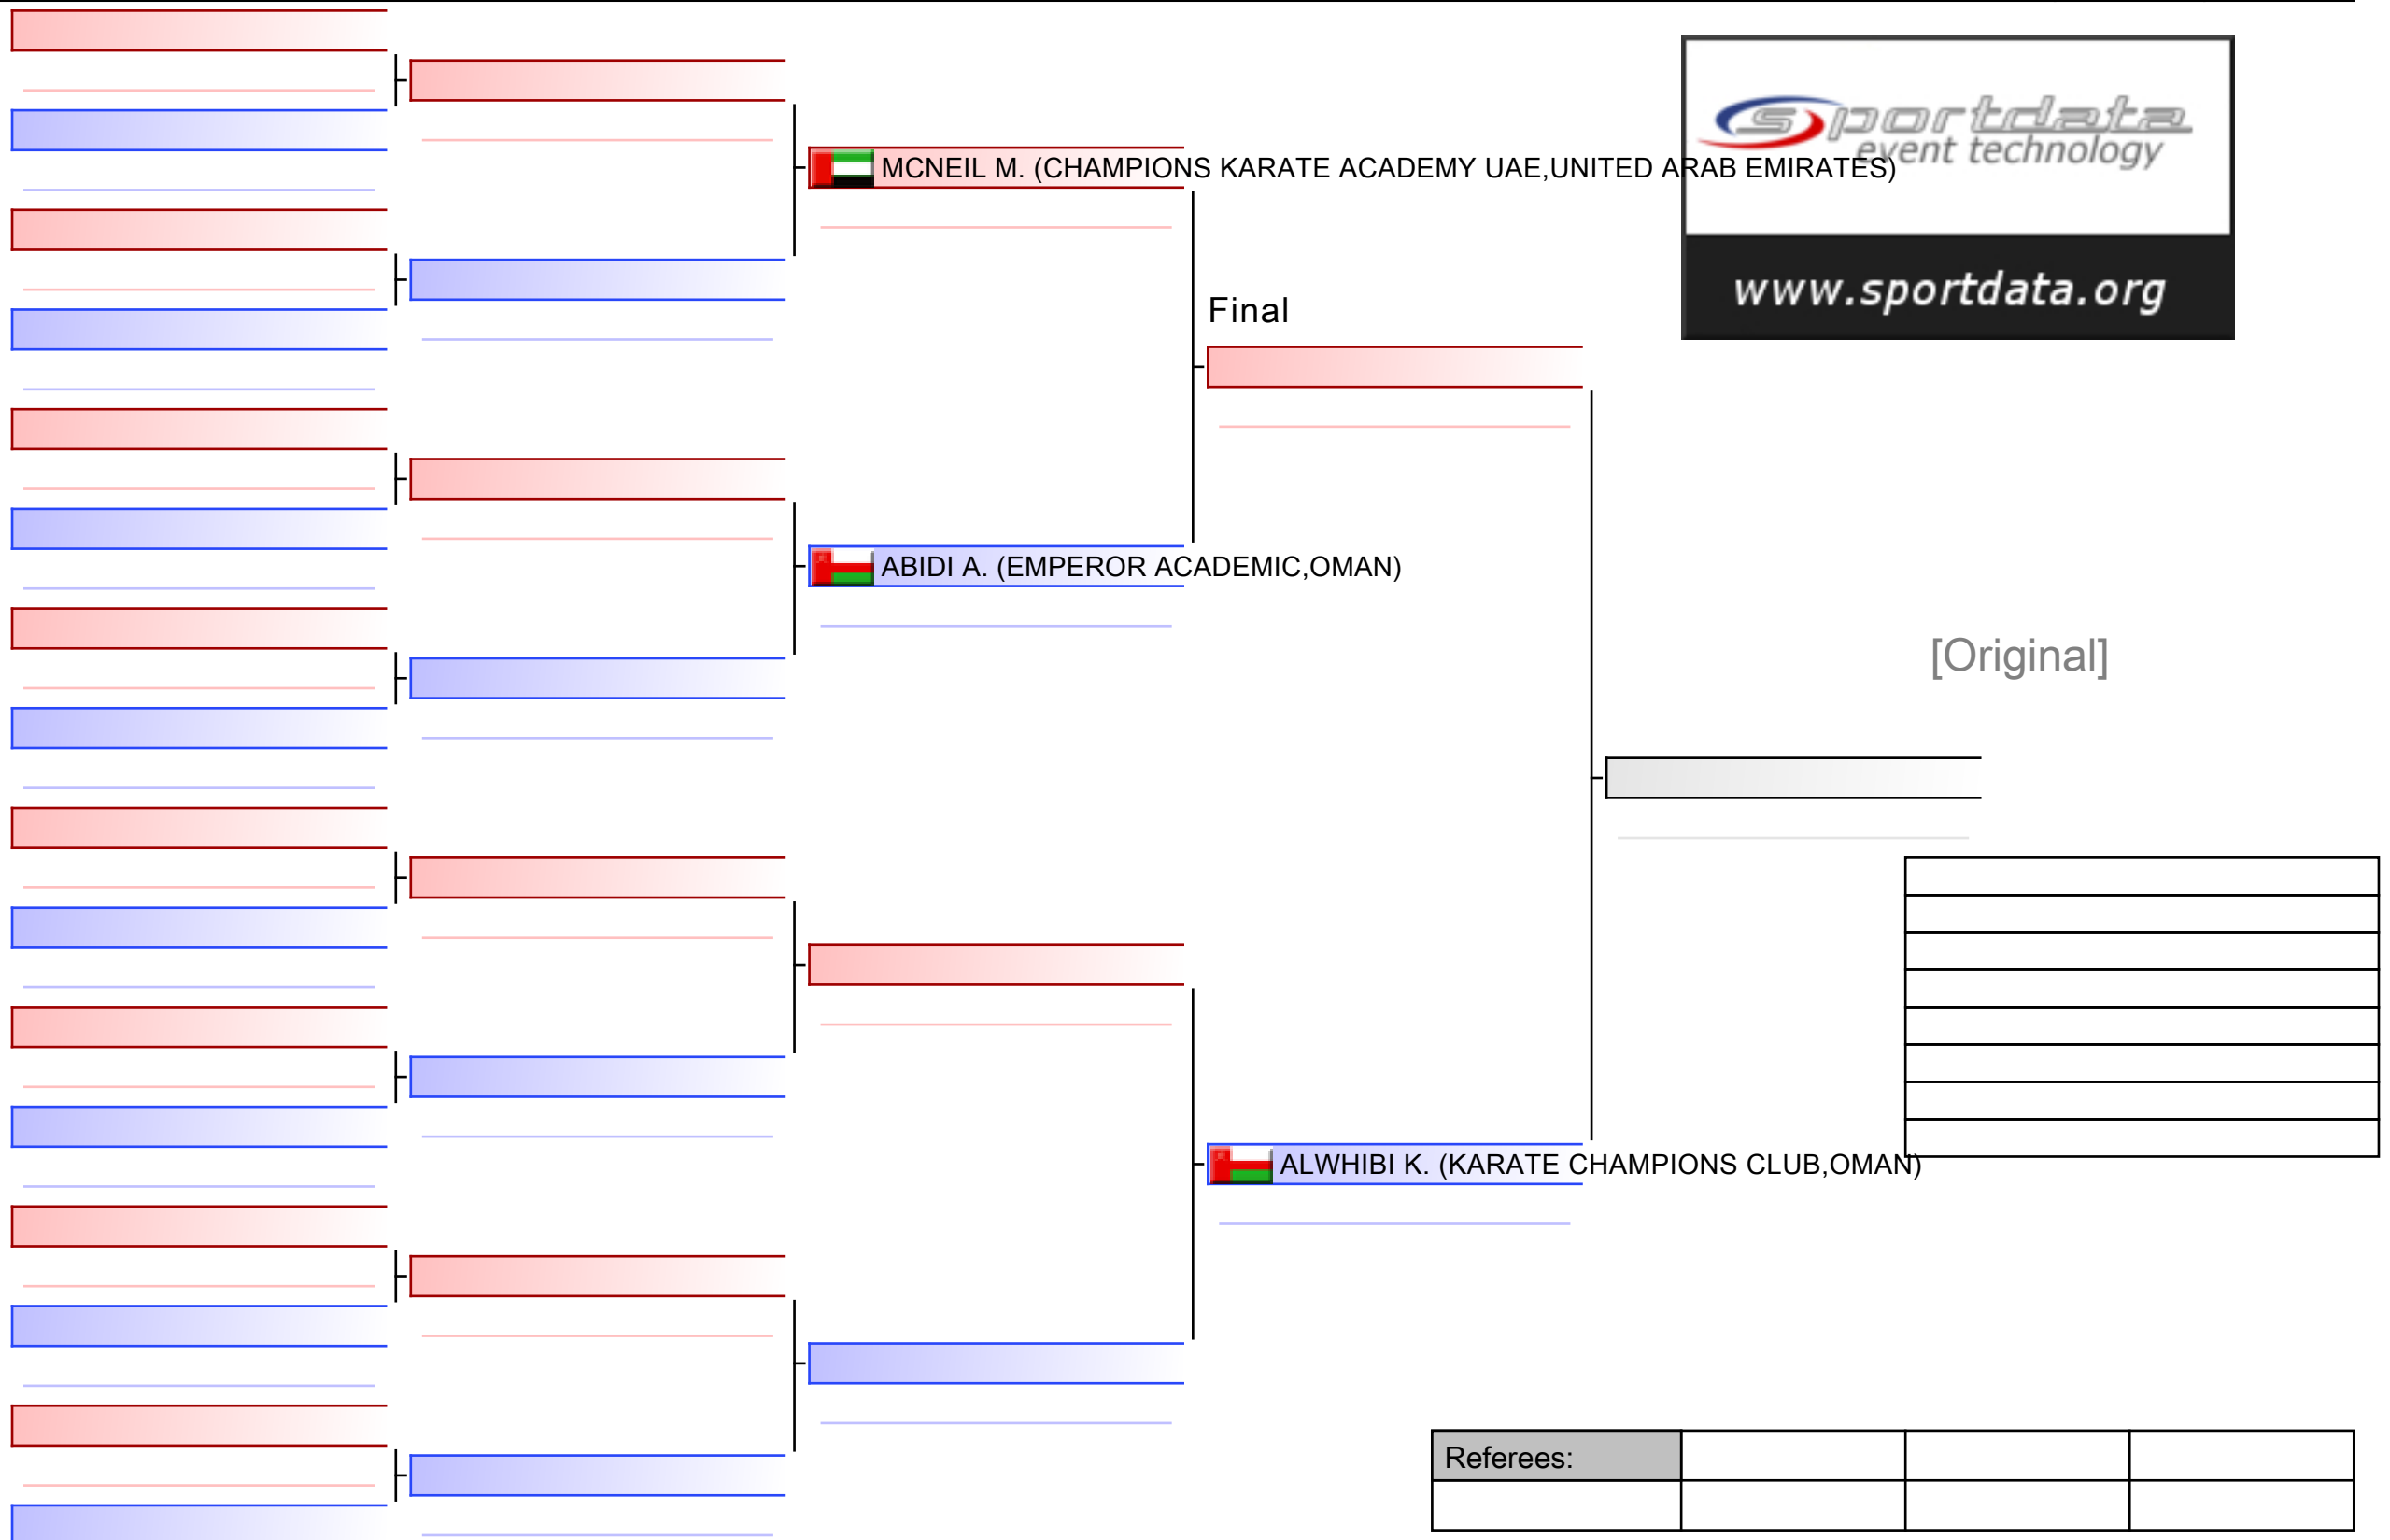 sportdata
event technology
www.sportdata.org
MCNEIL M. (CHAMPIONS KARATE ACADEMY UAE,UNITED ARAB EMIRATES)
Final
ABIDI A. (EMPEROR ACADEMIC,OMAN)
[Original]
ALWHIBI K. (KARATE CHAMPIONS CLUB,OMAN)
Referees: